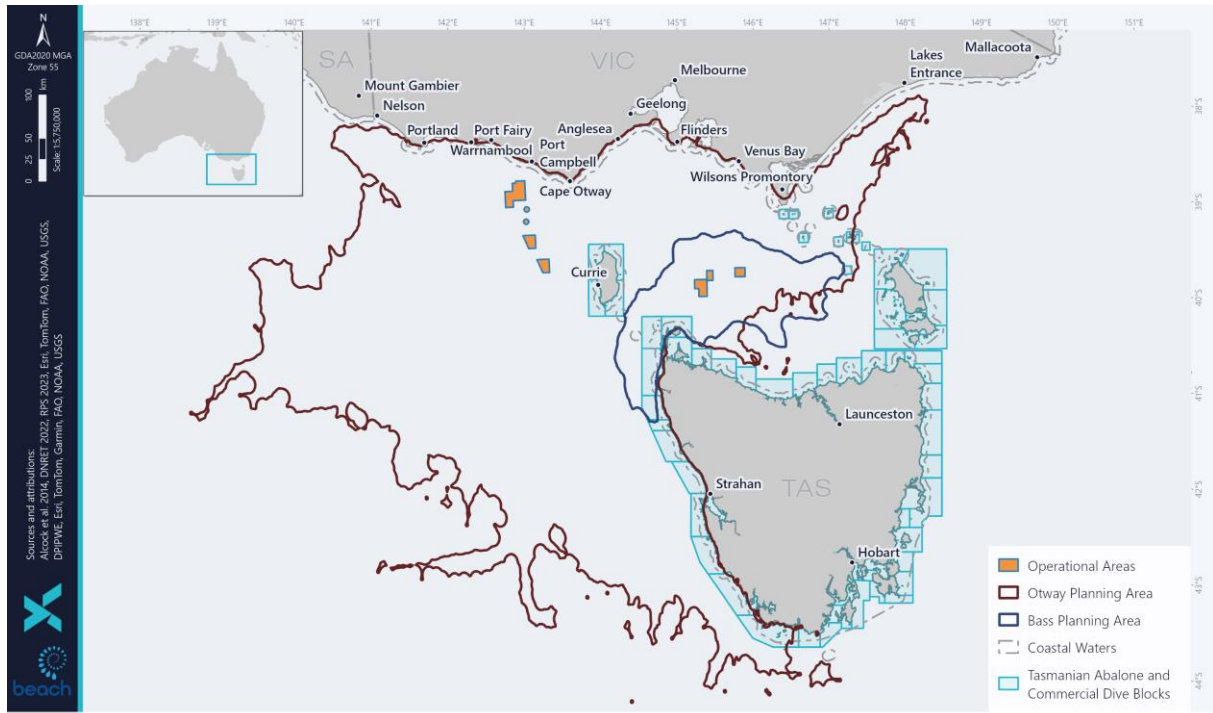 138°E
139°E
140°E
141°E
142°E
143°E
144°E
145°E
146°E
147°E
148°E
149°E
150°E
151°E
N
GDA2020 MGA
Zone 55
km
100
50
25
0
Scale: 1:5,750,000
Sources and attributions:
Alcock et al. 2014, DNRET 2022, RPS 2023, Esri, TomTom, FAO, NOAA, USGS,
DPIPWE, Esri, TomTom, Garmin, FAO, NOAA, USGS
beach
SA
VIC
TAS
Mallacoota
Lakes
Entrance
Melbourne
Mount Gambier
Nelson
Geelong
Portland
Port Fairy
Warrnambool
Port
Campbell
Anglesea
Flinders
Venus Bay
Cape Otway
Wilsons Promontory
Currie
Launceston
Strahan
Hobart
38°S
39°S
40°S
41°S
42°S
43°S
44°S
Operational Areas
Otway Planning Area
Bass Planning Area
Coastal Waters
Tasmanian Abalone and
Commercial Dive Blocks